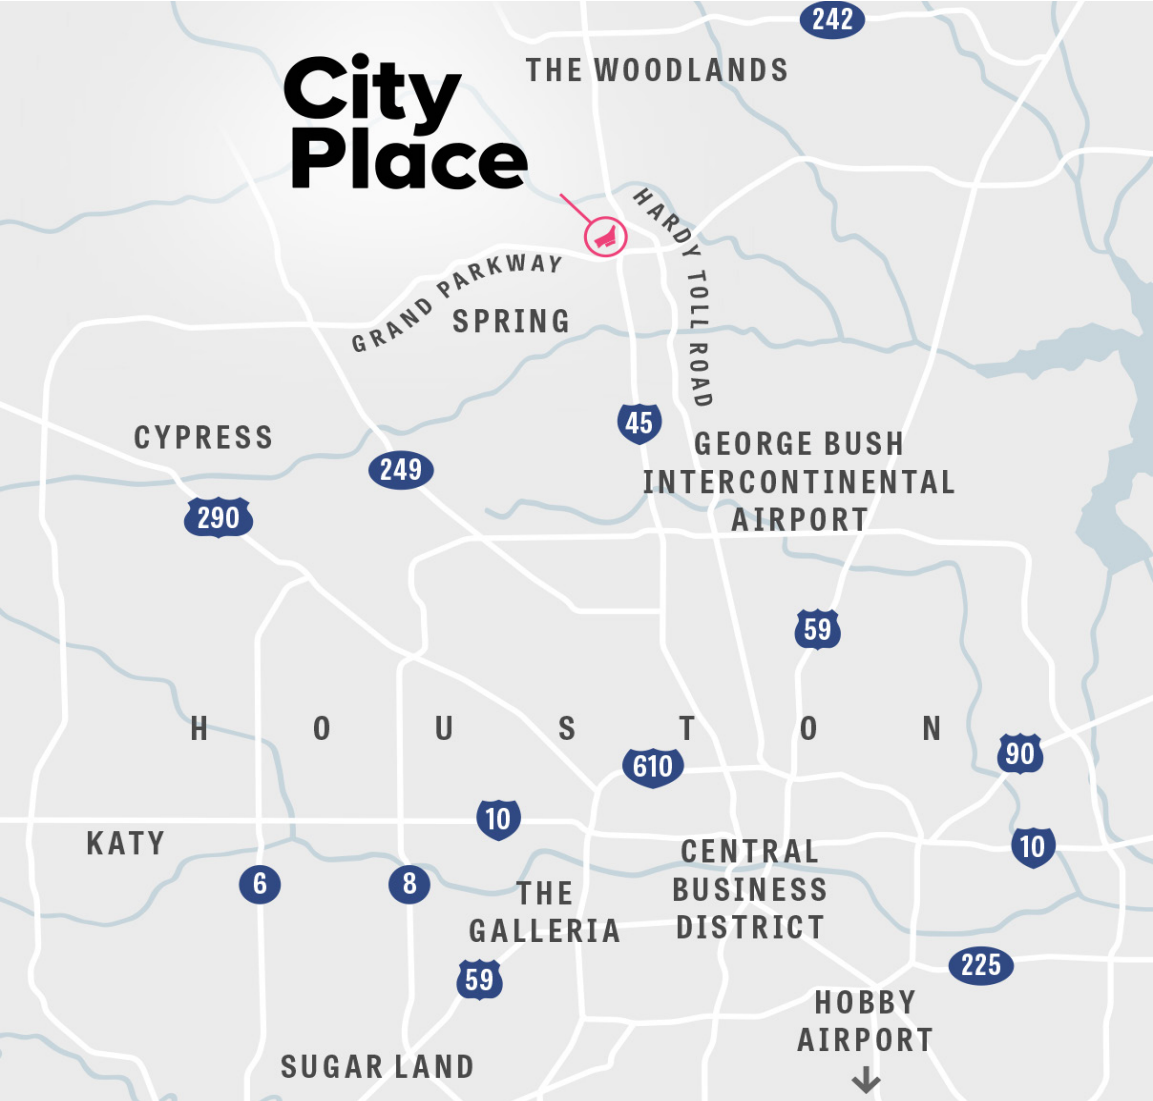 242
THE WOODLANDS
City
Place
HARDY TOLL ROAD
GRAND PARKWAY
SPRING
45
CYPRESS
249
GEORGE BUSH
INTERCONTINENTAL
AIRPORT
290
59
HOUSTON
90
610
10
KATY
10
CENTRAL
BUSINESS
DISTRICT
6
8
THE
GALLERIA
59
225
HOBBY
AIRPORT
SUGAR LAND